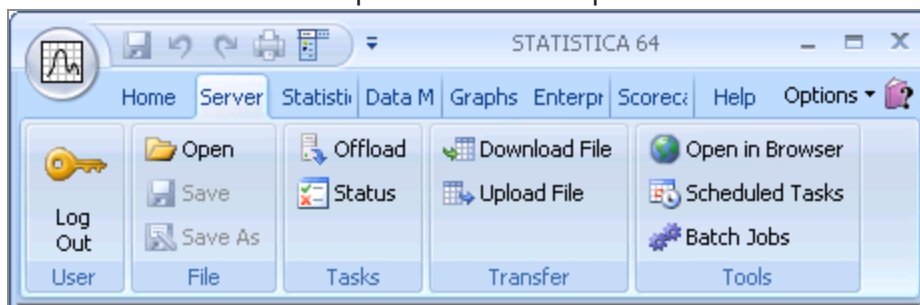 STATISTICA 64
Home Server Statisti Data M Graphs Enterpr Scoreca Help Options
Open Offload Download File Open in Browser
Save Status Upload File Scheduled Tasks
Log Out Save As Batch Jobs
User File Tasks Transfer Tools